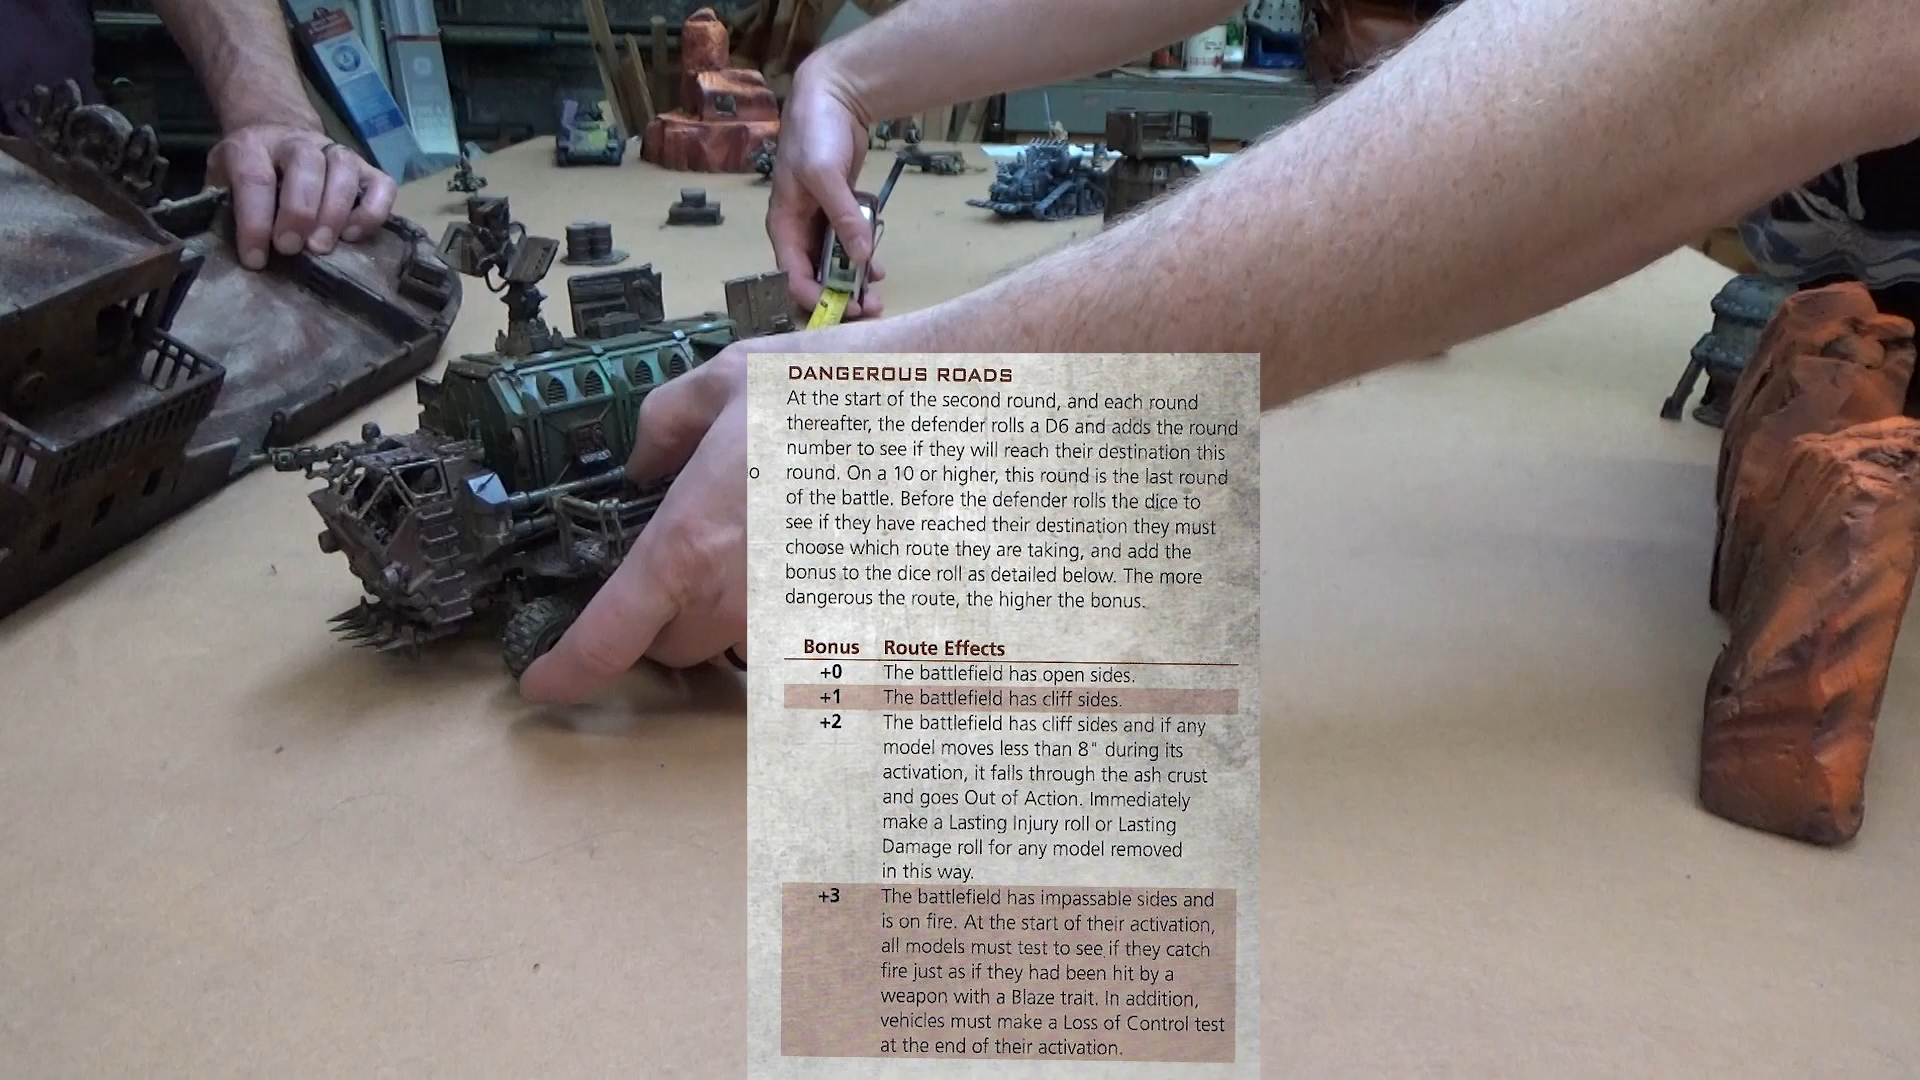 DANGEROUS ROADS
At the start of the second round, and each round
thereafter, the defender rolls a D6 and adds the round
number to see if they will reach their destination this
round. On a 10 or higher, this round is the last round
of the battle. Before the defender rolls the dice to
see if they have reached their destination they must
choose which route they are taking, and add the
bonus to the dice roll as detailed below. The more
dangerous the route, the higher the bonus.
o
Bonus Route Effects
+0 The battlefield has open sides.
+1 The battlefield has cliff sides.
+2 The battlefield has cliff sides and if any
model moves less than 8" during its
activation, it falls through the ash crust
and goes Out of Action. Immediately
make a Lasting Injury roll or Lasting
Damage roll for any model removed
in this way.
+3 The battlefield has impassable sides and
is on fire. At the start of their activation,
all models must test to see if they catch
fire just as if they had been hit by a
weapon with a Blaze trait. In addition,
vehicles must make a Loss of Control test
at the end of their activation.